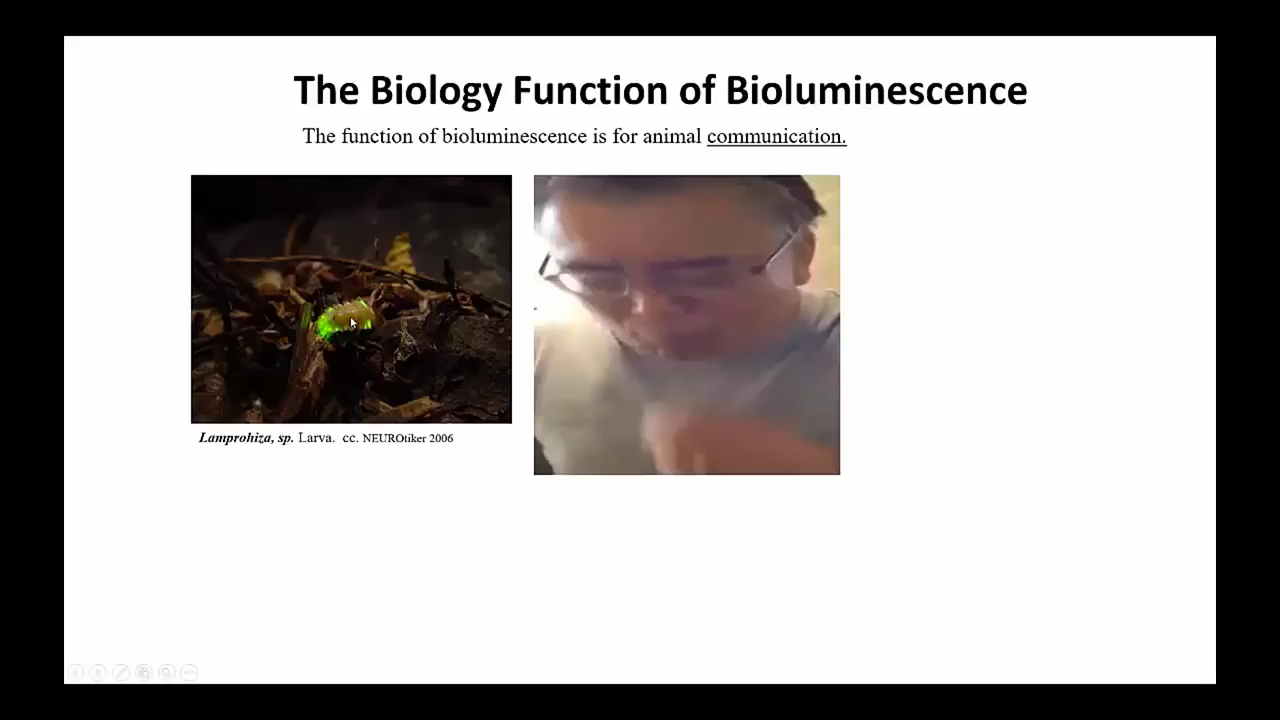 The Biology Function of Bioluminescence
The function of bioluminescence is for animal communication.
Lamprohiza, sp. Larva. cc. NEUROtiker 2006